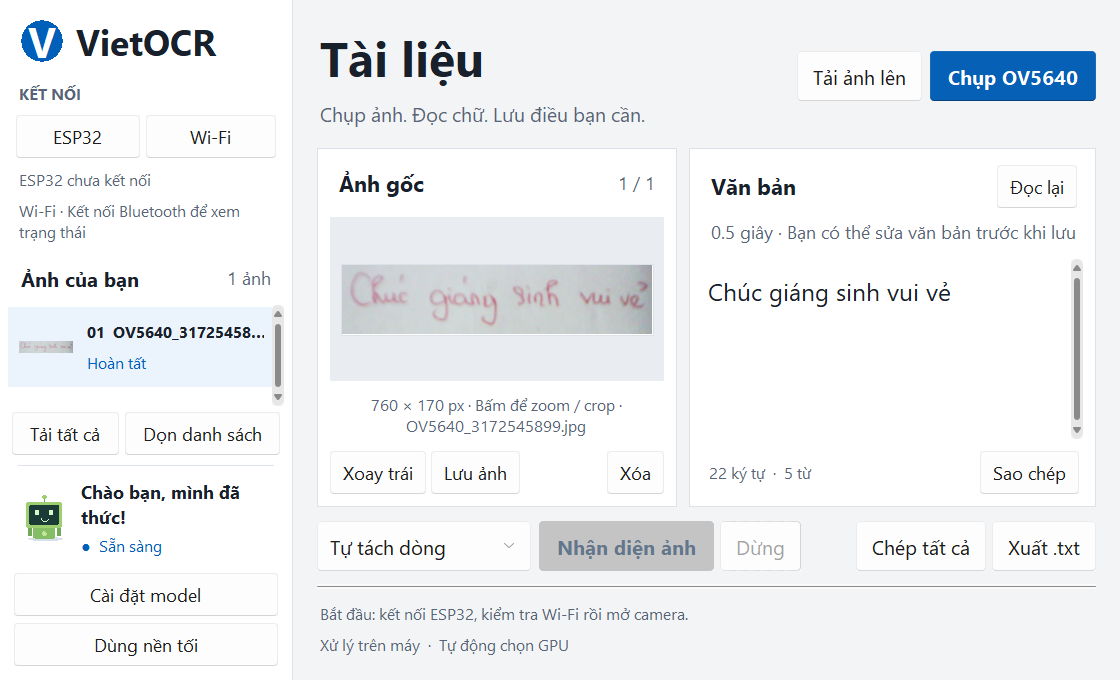 VietOCR
KẾT NỐI
ESP32
Wi-Fi
ESP32 chưa kết nối
Wi-Fi · Kết nối Bluetooth để xem
trạng thái
Ảnh của bạn
1 ảnh
01 OV5640_31725458...
Hoàn tất
Tải tất cả
Dọn danh sách
Chào bạn, mình đã
thức!
Sẵn sàng
Cài đặt model
Dùng nền tối
Tài liệu
Chụp ảnh. Đọc chữ. Lưu điều bạn cần.
Tải ảnh lên
Chụp OV5640
Ảnh gốc
1 / 1
Chúc giáng sinh vui vẻ
760 × 170 px · Bấm để zoom / crop ·
OV5640_3172545899.jpg
Xoay trái
Lưu ảnh
Xóa
Văn bản
Đọc lại
0.5 giây · Bạn có thể sửa văn bản trước khi lưu
Chúc giáng sinh vui vẻ
22 ký tự · 5 từ
Sao chép
Tự tách dòng
Nhận diện ảnh
Dừng
Chép tất cả
Xuất .txt
Bắt đầu: kết nối ESP32, kiểm tra Wi-Fi rồi mở camera.
Xử lý trên máy · Tự động chọn GPU